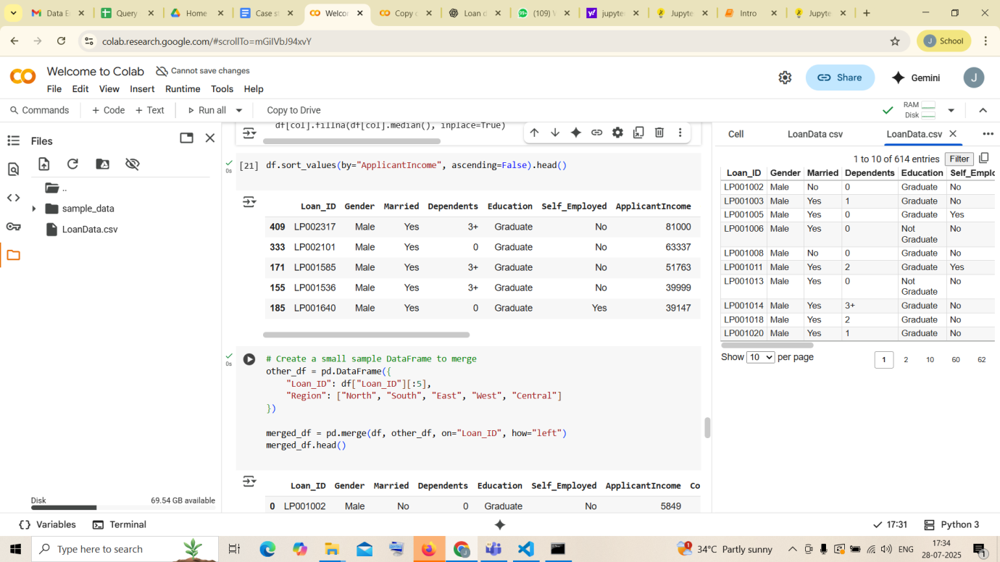 Data E
Query
Home
Case s
Welcor
Copy c
Loan d
99+ (109) V
jupyte
Jupyte
Intro
Jupyte
colab.research.google.com/#scrollTo=mGiIVbJ94xvY
J School
Welcome to Colab Cannot save changes
File Edit View Insert Runtime Tools Help
Share Gemini J
Commands + Code + Text Run all Copy to Drive
RAM
Disk
Files
..
sample_data
LoanData.csv
Disk 69.54 GB available
df[col].fillna(df[col].median(), inplace=True)
0s [21] df.sort_values(by="ApplicantIncome", ascending=False).head()
Loan_ID Gender Married Dependents Education Self_Employed ApplicantIncome
409 LP002317 Male Yes 3+ Graduate No 81000
333 LP002101 Male Yes 0 Graduate No 63337
171 LP001585 Male Yes 3+ Graduate No 51763
155 LP001536 Male Yes 3+ Graduate No 39999
185 LP001640 Male Yes 0 Graduate Yes 39147
0s
# Create a small sample DataFrame to merge
other_df = pd.DataFrame({
"Loan_ID": df["Loan_ID"][:5],
"Region": ["North", "South", "East", "West", "Central"]
})
merged_df = pd.merge(df, other_df, on="Loan_ID", how="left")
merged_df.head()
Loan_ID Gender Married Dependents Education Self_Employed ApplicantIncome Co
0 LP001002 Male No 0 Graduate No 5849
Cell LoanData csv LoanData.csv
1 to 10 of 614 entries Filter
Loan_ID Gender Married Dependents Education Self_Emplo
LP001002 Male No 0 Graduate No
LP001003 Male Yes 1 Graduate No
LP001005 Male Yes 0 Graduate Yes
LP001006 Male Yes 0 Not No
Graduate
LP001008 Male No 0 Graduate No
LP001011 Male Yes 2 Graduate Yes
LP001013 Male Yes 0 Not No
Graduate
LP001014 Male Yes 3+ Graduate No
LP001018 Male Yes 2 Graduate No
LP001020 Male Yes 1 Graduate No
Show 10 per page 1 2 10 60 62
Variables Terminal
17:31 Python 3
Type here to search
1 34°C Partly sunny
ENG
17:34
28-07-2025
1